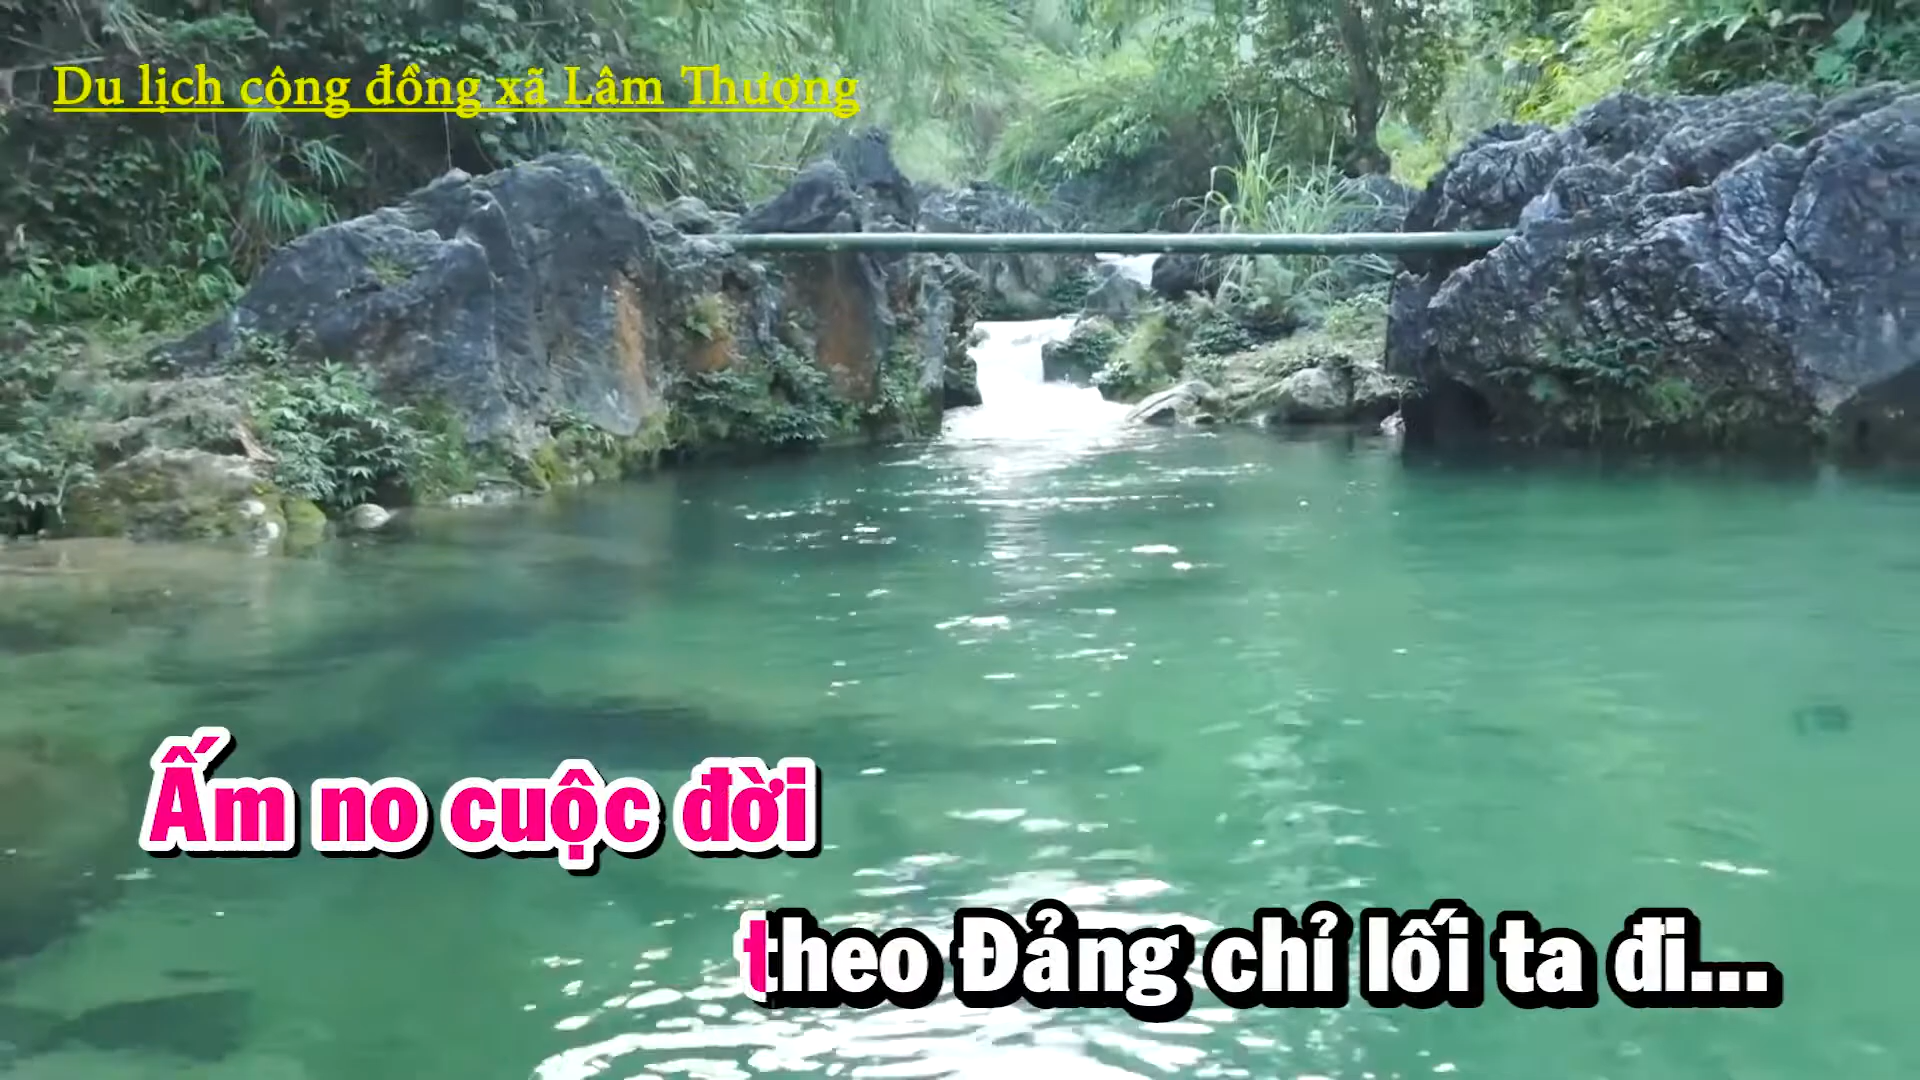 Du lịch cộng đồng xã Lâm Thượng
Ấm no cuộc đời
theo Đảng chỉ lối ta đi...